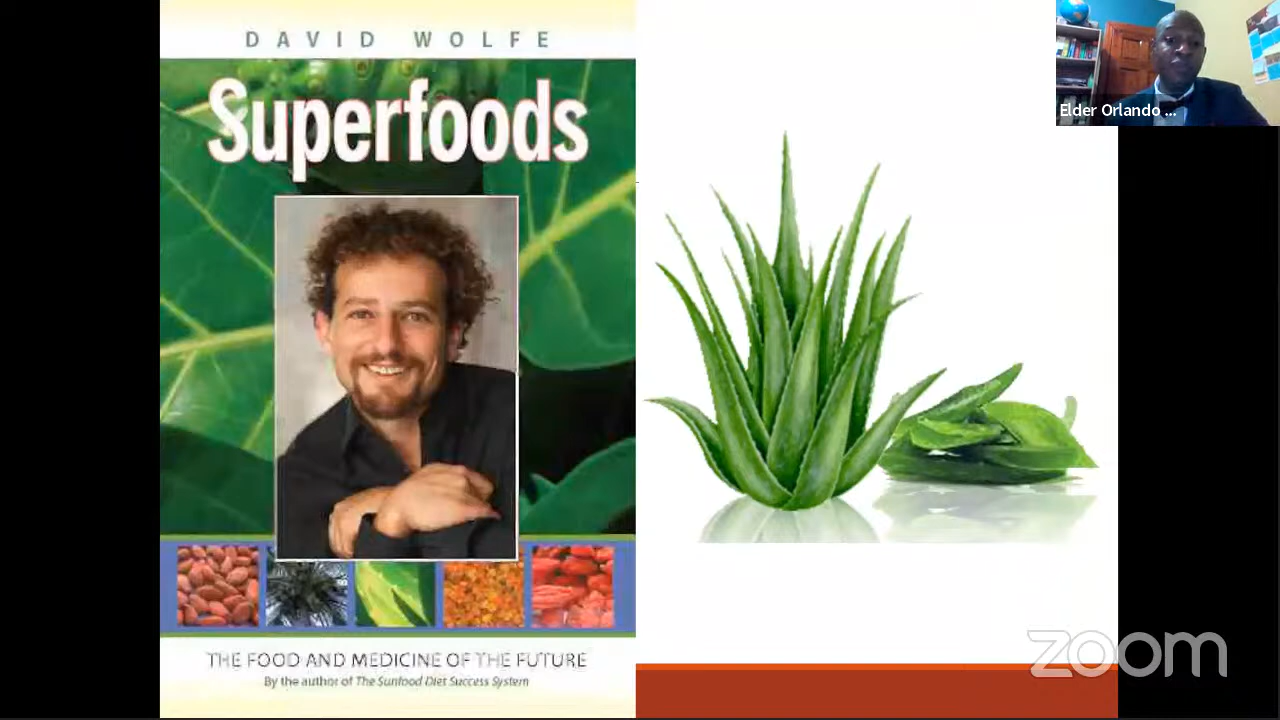 DAVID WOLFE
Superfoods
THE FOOD AND MEDICINE OF THE FUTURE
By the author of The Sunfood Diet Success System
Elder Orlando ...
zoom